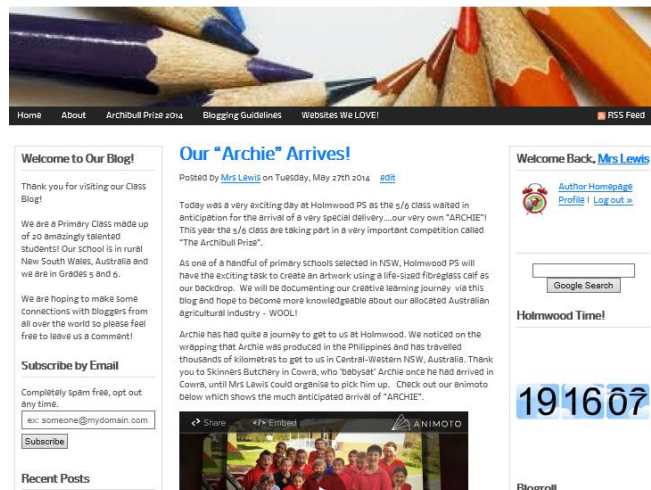 Home About Archibull Prize 2014 Blogging Guidelines Websites We LOVE! RSS Feed
Welcome to Our Blog!
Thank you for visiting our Class
Blog!
We are a Primary Class made up
of 20 amazingly talented
students! Our school is in rural
New South Wales, Australia and
we are in Grades 5 and 6.
We are hoping to make some
connections with bloggers from
all over the world so please feel
free to leave us a comment!
Subscribe by Email
Completely spam free, opt out
any time.
ex: someone@mydomain.com
Subscribe
Recent Posts
Our “Archie” Arrives!
Posted by Mrs Lewis on Tuesday, May 27th 2014 edit
Today was a very exciting day at Holmwood PS as the 5/6 class waited in
anticipation for the arrival of a very special delivery....our very own "ARCHIE"!
This year the 5/6 class are taking part in a very important competition called
"The Archibull Prize".
As one of a handful of primary schools selected in NSW, Holmwood PS will
have the exciting task to create an artwork using a life-sized fibreglass calf as
our backdrop. We will be documenting our creative learning journey via this
blog and hope to become more knowledgeable about our allocated Australian
agricultural industry - WOOL!
Archie has had quite a journey to get to us at Holmwood. We noticed on the
wrapping that Archie was produced in the Philippines and has travelled
thousands of kilometres to get to us in Central-Western NSW, Australia. Thank
you to Skinners Butchery in Cowra, who 'babysat' Archie once he had arrived in
Cowra, until Mrs Lewis could organise to pick him up. Check out our animoto
below which shows the much anticipated arrival of "ARCHIE".
Share </> Embed ANIMOTO
Welcome Back, Mrs Lewis
Author Homepage
Profile | Log out »
Google Search
Holmwood Time!
19 16 07
Blogroll